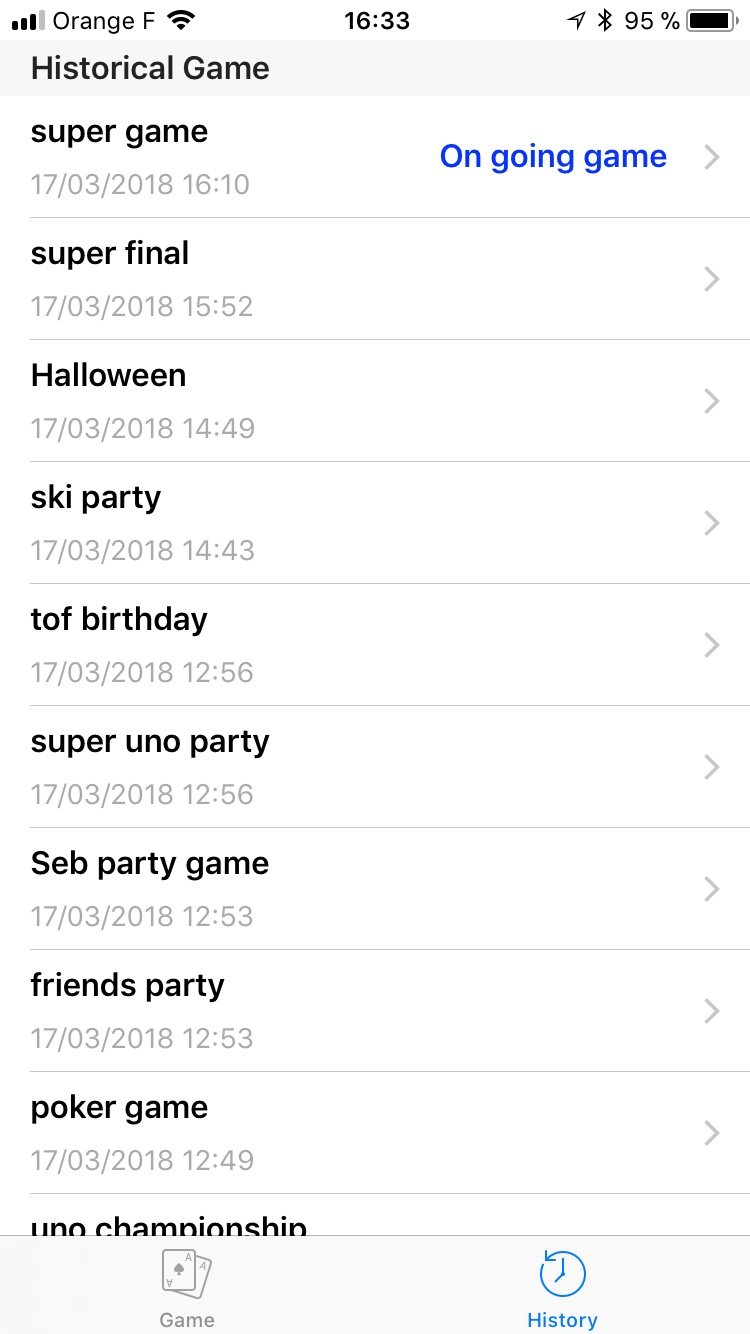 Orange F 16:33 95 %
Historical Game
super game
On going game
17/03/2018 16:10
super final
17/03/2018 15:52
Halloween
17/03/2018 14:49
ski party
17/03/2018 14:43
tof birthday
17/03/2018 12:56
super uno party
17/03/2018 12:56
Seb party game
17/03/2018 12:53
friends party
17/03/2018 12:53
poker game
17/03/2018 12:49
uno championship
A A A
Game
History